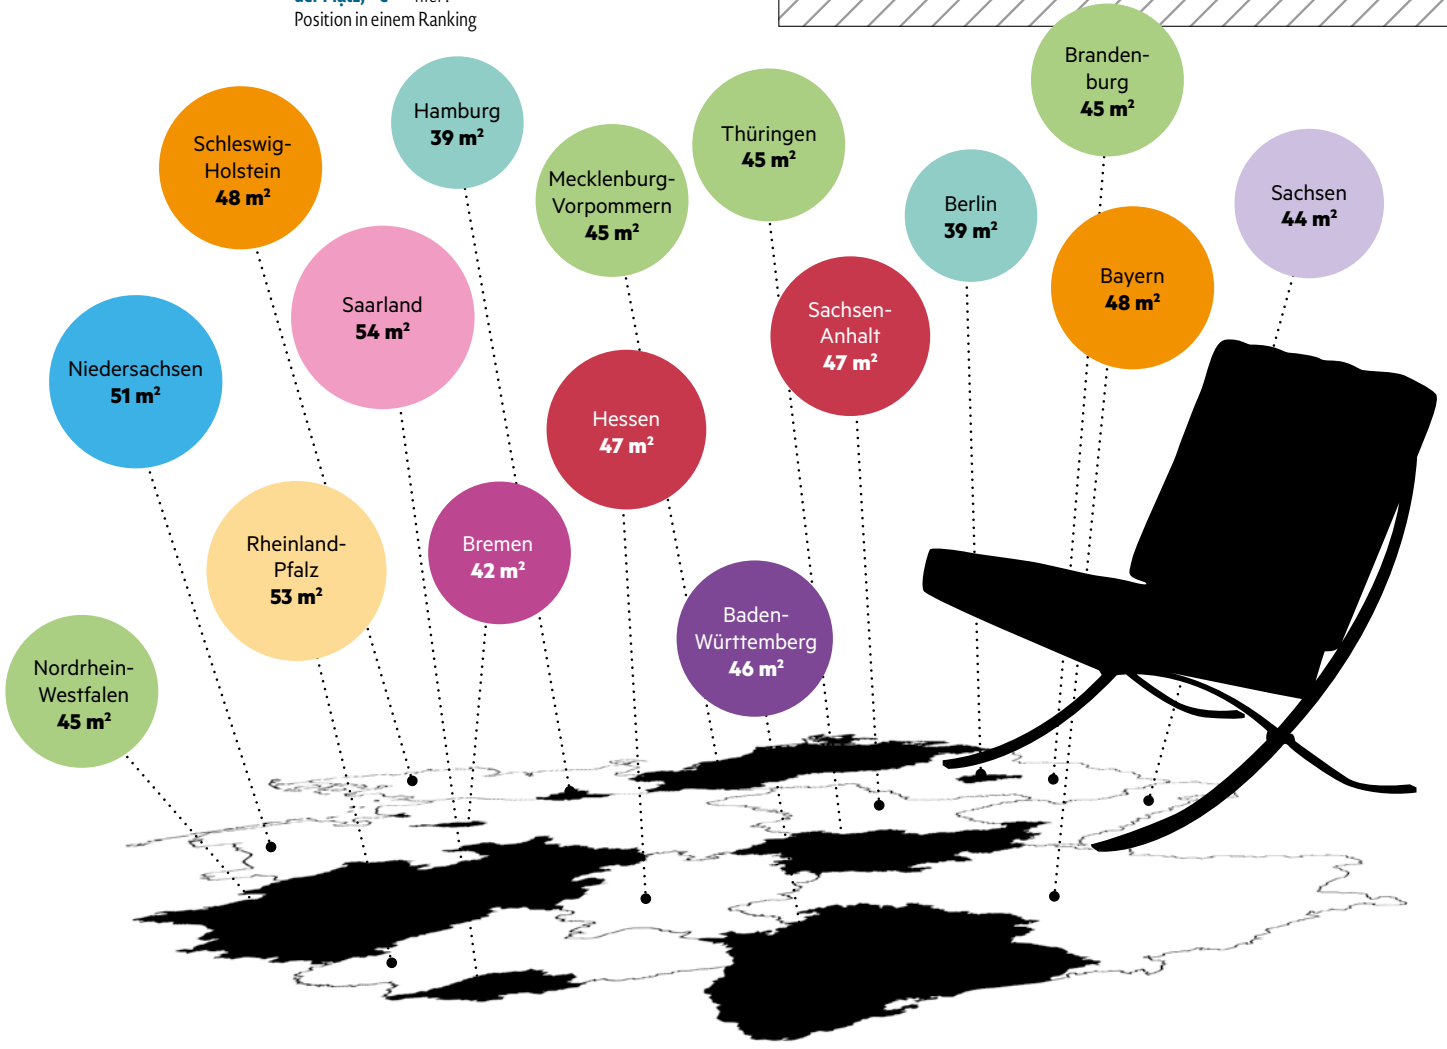 Position in einem Ranking
Branden-
burg
45 m²
Hamburg
39 m²
Thüringen
45 m²
Schleswig-
Holstein
48 m²
Mecklenburg-
Vorpommern
45 m²
Berlin
39 m²
Sachsen
44 m²
Saarland
54 m²
Bayern
48 m²
Sachsen-
Anhalt
47 m²
Niedersachsen
51 m²
Hessen
47 m²
Rheinland-
Pfalz
53 m²
Bremen
42 m²
Baden-
Württemberg
46 m²
Nordrhein-
Westfalen
45 m²